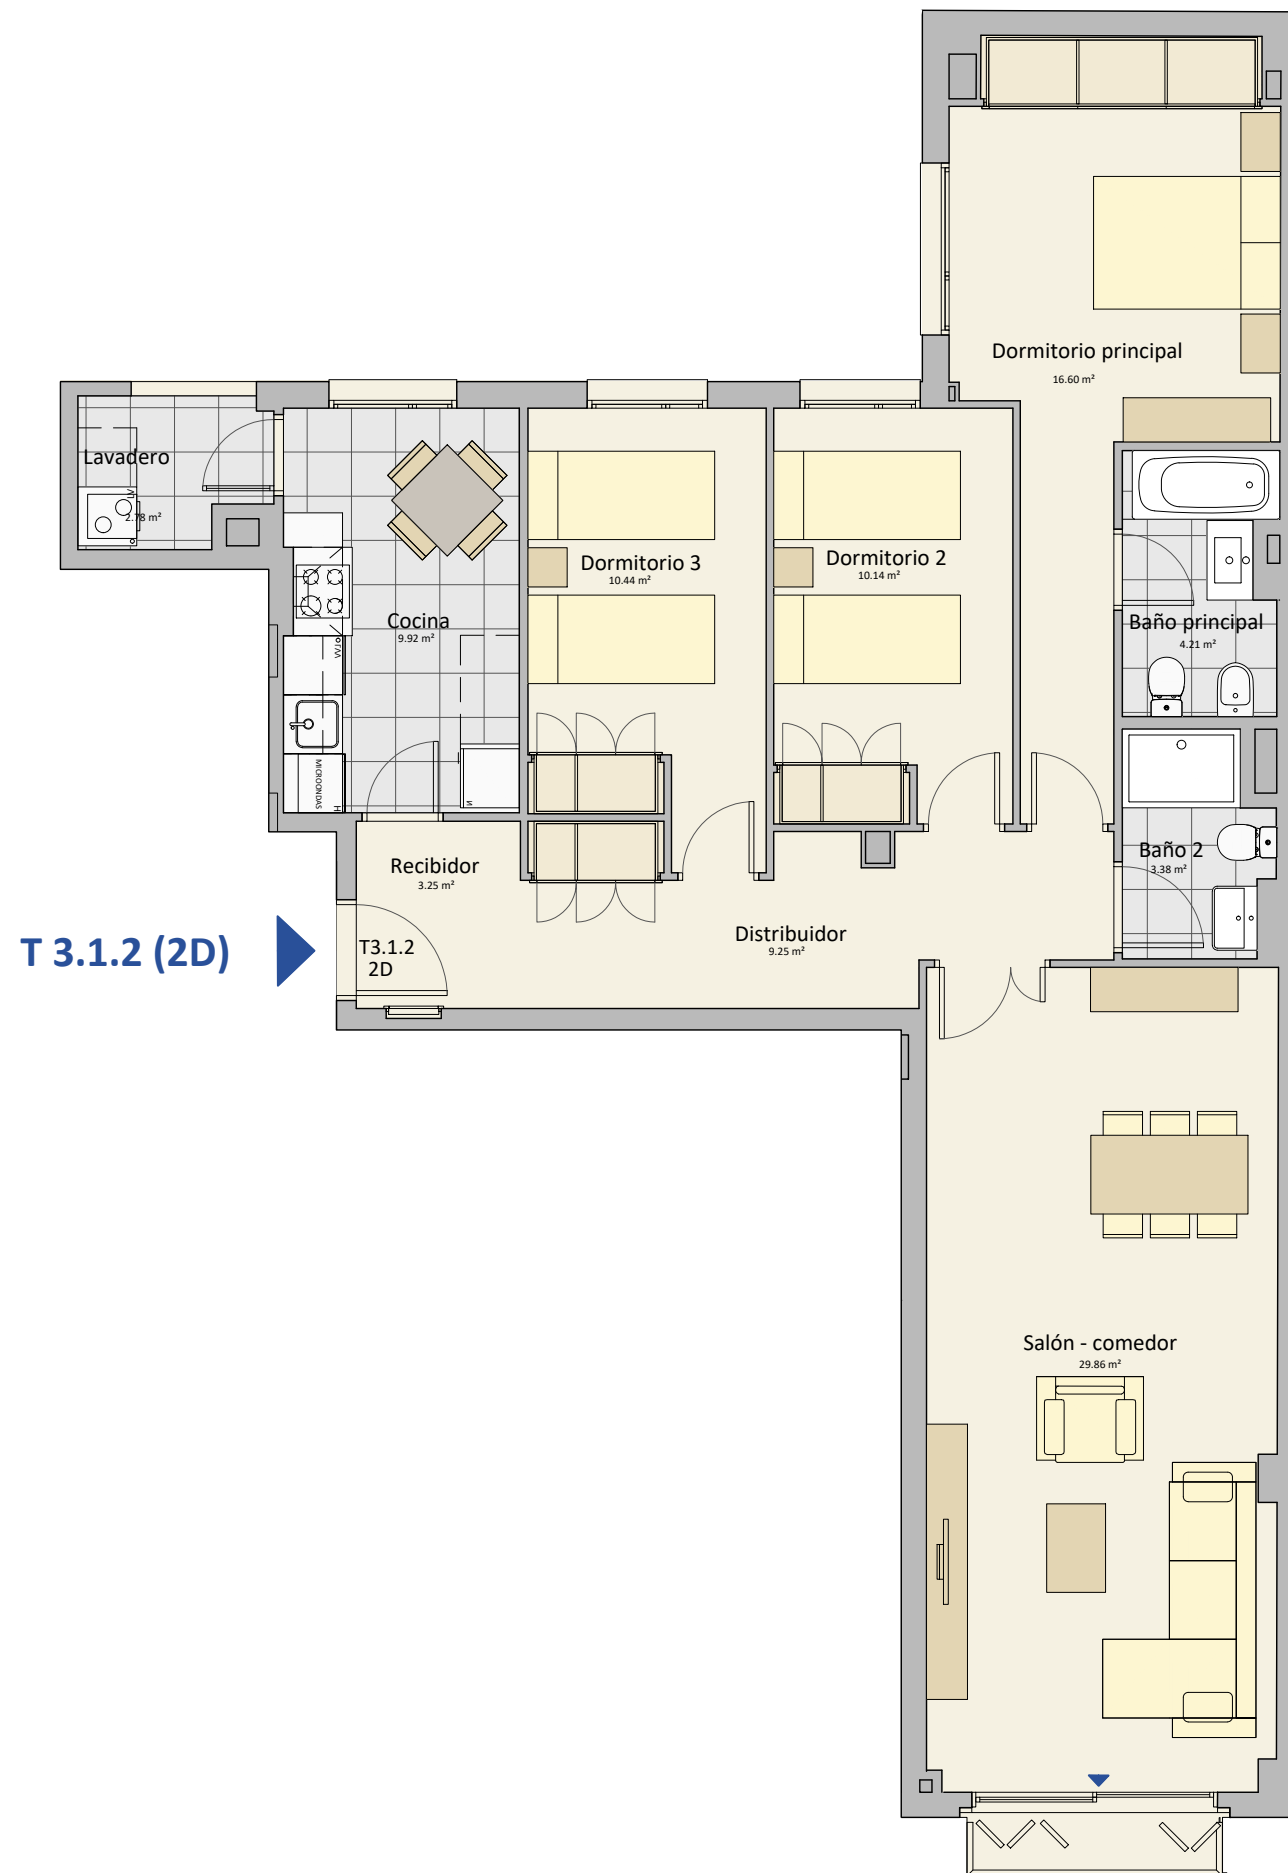 Dormitorio principal
16.60 m²
Lavadero
2.78 m²
Dormitorio 3
10.44 m²
Dormitorio 2
10.14 m²
Cocina
9.92 m²
Baño principal
4.21 m²
MICROONDAS
H
Recibidor
3.25 m²
Baño 2
3.38 m²
T 3.1.2 (2D)
T3.1.2
2D
Distribuidor
9.25 m²
Salón - comedor
29.86 m²